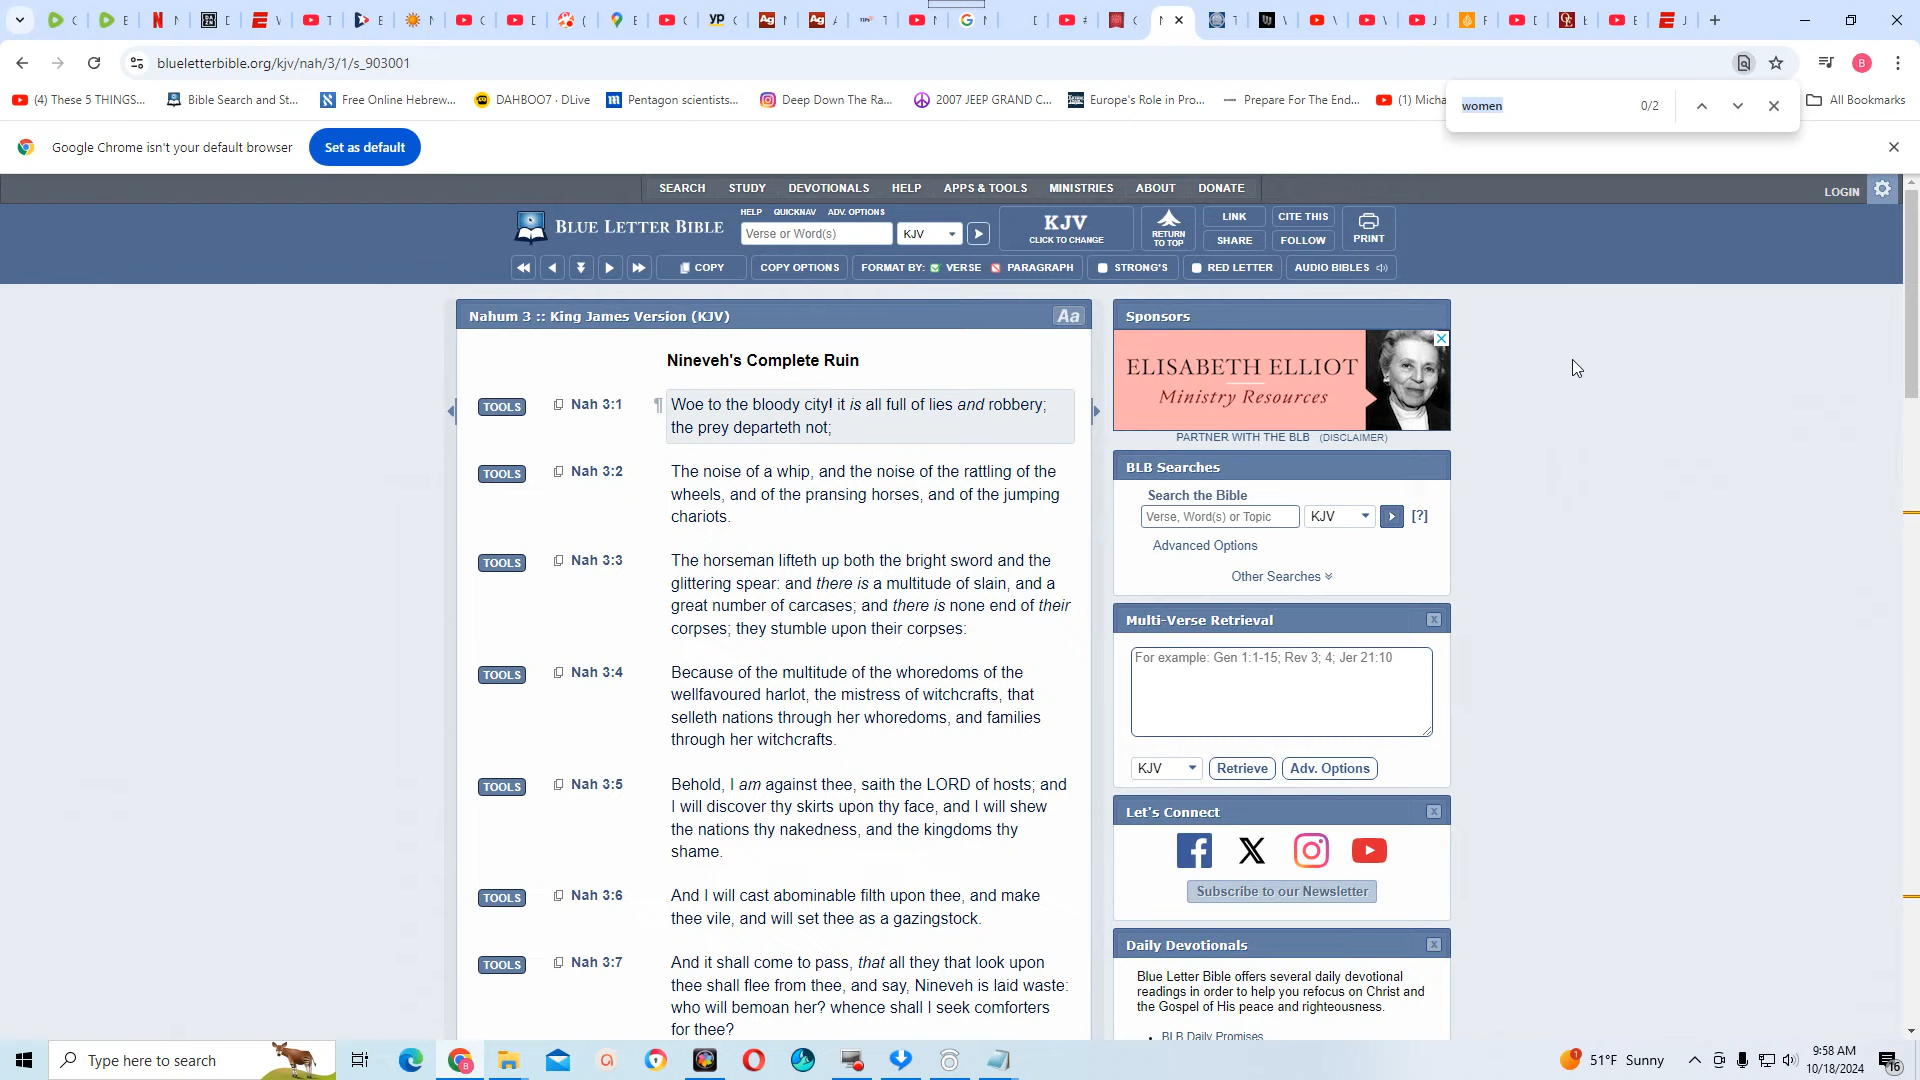 blueletterbible.org/kjv/nah/3/1/s_903001
(4) These 5 THINGS...
Bible Search and St...
Free Online Hebrew...
DAHBOO7 · DLive
Pentagon scientists...
Deep Down The Ra...
2007 JEEP GRAND C...
Europe's Role in Pro...
Prepare For The End...
(1) Micha
All Bookmarks
women
0/2
Google Chrome isn't your default browser
Set as default
SEARCH STUDY DEVOTIONALS HELP APPS & TOOLS MINISTRIES ABOUT DONATE
LOGIN
BLUE LETTER BIBLE
HELP QUICKNAV ADV. OPTIONS
Verse or Word(s)
KJV
KJV
CLICK TO CHANGE
RETURN
TO TOP
LINK
CITE THIS
SHARE
FOLLOW
PRINT
COPY
COPY OPTIONS
FORMAT BY: VERSE PARAGRAPH
STRONG'S
RED LETTER
AUDIO BIBLES
Nahum 3 :: King James Version (KJV)
Aa
Nineveh's Complete Ruin
TOOLS
Nah 3:1
¶ Woe to the bloody city! it is all full of lies and robbery;
the prey departeth not;
TOOLS
Nah 3:2
The noise of a whip, and the noise of the rattling of the
wheels, and of the pransing horses, and of the jumping
chariots.
TOOLS
Nah 3:3
The horseman lifteth up both the bright sword and the
glittering spear: and there is a multitude of slain, and a
great number of carcases; and there is none end of their
corpses; they stumble upon their corpses:
TOOLS
Nah 3:4
Because of the multitude of the whoredoms of the
wellfavoured harlot, the mistress of witchcrafts, that
selleth nations through her whoredoms, and families
through her witchcrafts.
TOOLS
Nah 3:5
Behold, I am against thee, saith the LORD of hosts; and
I will discover thy skirts upon thy face, and I will shew
the nations thy nakedness, and the kingdoms thy
shame.
TOOLS
Nah 3:6
And I will cast abominable filth upon thee, and make
thee vile, and will set thee as a gazingstock.
TOOLS
Nah 3:7
And it shall come to pass, that all they that look upon
thee shall flee from thee, and say, Nineveh is laid waste:
who will bemoan her? whence shall I seek comforters
for thee?
Sponsors
ELISABETH ELLIOT
Ministry Resources
PARTNER WITH THE BLB (DISCLAIMER)
BLB Searches
Search the Bible
Verse, Word(s) or Topic
KJV
[?]
Advanced Options
Other Searches
Multi-Verse Retrieval
For example: Gen 1:1-15; Rev 3; 4; Jer 21:10
KJV
Retrieve
Adv. Options
Let's Connect
Subscribe to our Newsletter
Daily Devotionals
Blue Letter Bible offers several daily devotional
readings in order to help you refocus on Christ and
the Gospel of His peace and righteousness.
BLB Daily Promises
Type here to search
51°F Sunny
9:58 AM
10/18/2024
16